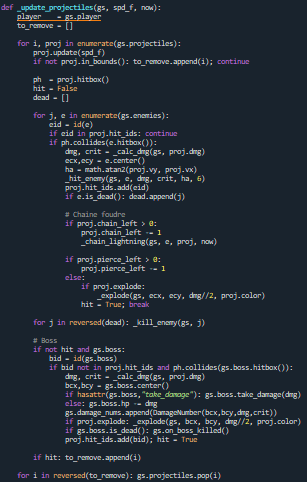 def _update_projectiles(gs, spd_f, now):
player = gs.player
to_remove = []
for i, proj in enumerate(gs.projectiles):
proj.update(spd_f)
if not proj.in_bounds(): to_remove.append(i); continue
ph = proj.hitbox()
hit = False
dead = []
for j, e in enumerate(gs.enemies):
eid = id(e)
if eid in proj.hit_ids: continue
if ph.collides(e.hitbox()):
dmg, crit = _calc_dmg(gs, proj.dmg)
ecx,ecy = e.center()
ha = math.atan2(proj.vy, proj.vx)
_hit_enemy(gs, e, dmg, crit, ha, 6)
proj.hit_ids.add(eid)
if e.is_dead(): dead.append(j)
# Chaine foudre
if proj.chain_left > 0:
proj.chain_left -= 1
_chain_lightning(gs, e, proj, now)
if proj.pierce_left > 0:
proj.pierce_left -= 1
else:
if proj.explode:
_explode(gs, ecx, ecy, dmg//2, proj.color)
hit = True; break
for j in reversed(dead): _kill_enemy(gs, j)
# Boss
if not hit and gs.boss:
bid = id(gs.boss)
if bid not in proj.hit_ids and ph.collides(gs.boss.hitbox()):
dmg, crit = _calc_dmg(gs, proj.dmg)
bcx,bcy = gs.boss.center()
if hasattr(gs.boss,"take_damage"): gs.boss.take_damage(dmg)
else: gs.boss.hp -= dmg
gs.damage_nums.append(DamageNumber(bcx,bcy,dmg,crit))
if proj.explode: _explode(gs, bcx, bcy, dmg//2, proj.color)
if gs.boss.is_dead(): gs.on_boss_killed()
proj.hit_ids.add(bid); hit = True
if hit: to_remove.append(i)
for i in reversed(to_remove): gs.projectiles.pop(i)